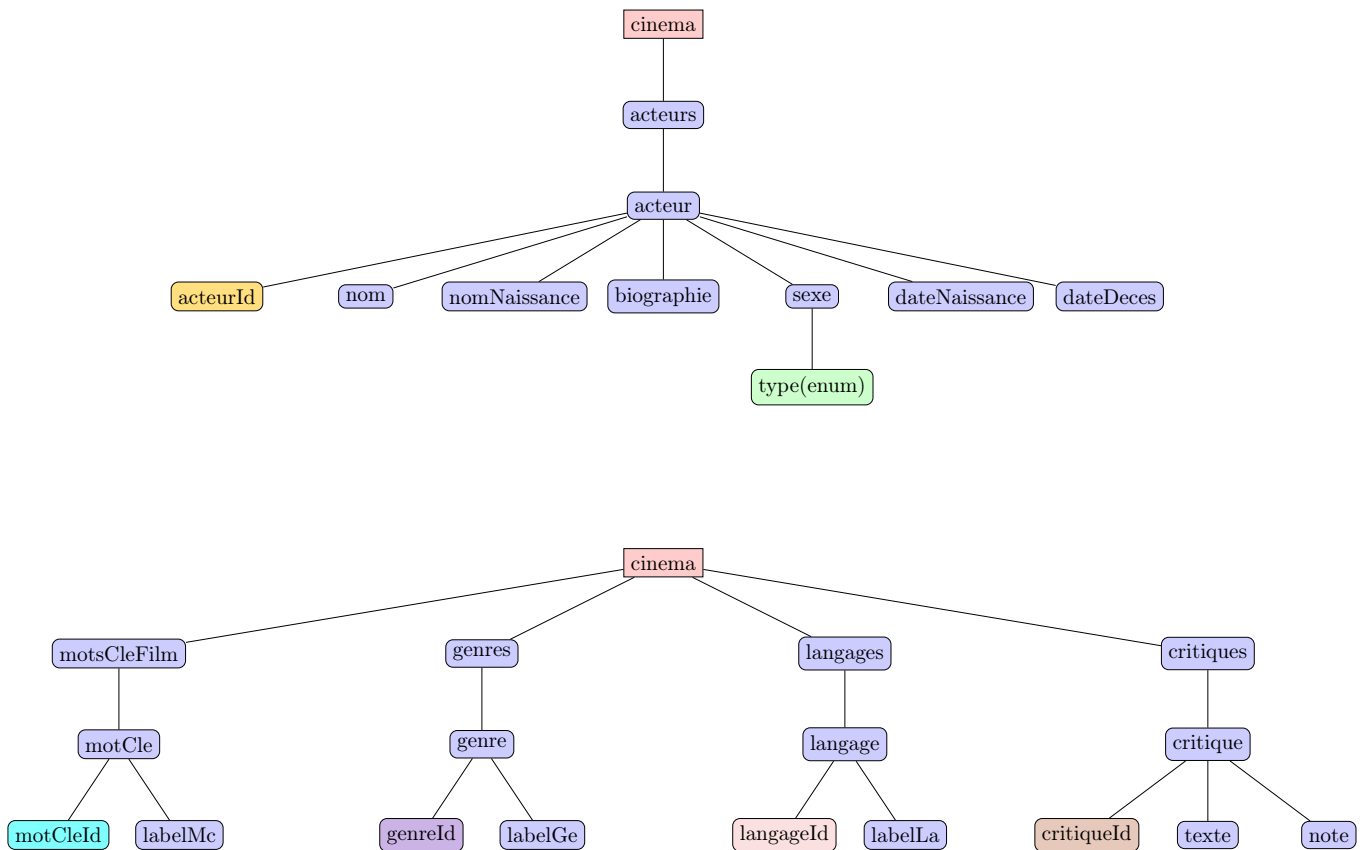 cinema
acteurs
acteur
acteurId nom nomNaissance biographie sexe dateNaissance dateDeces
type(enum)
cinema
motsCleFilm genres langages critiques
motCle genre langage critique
motCleId labelMc genreId labelGe langageId labelLa critiqueId texte note